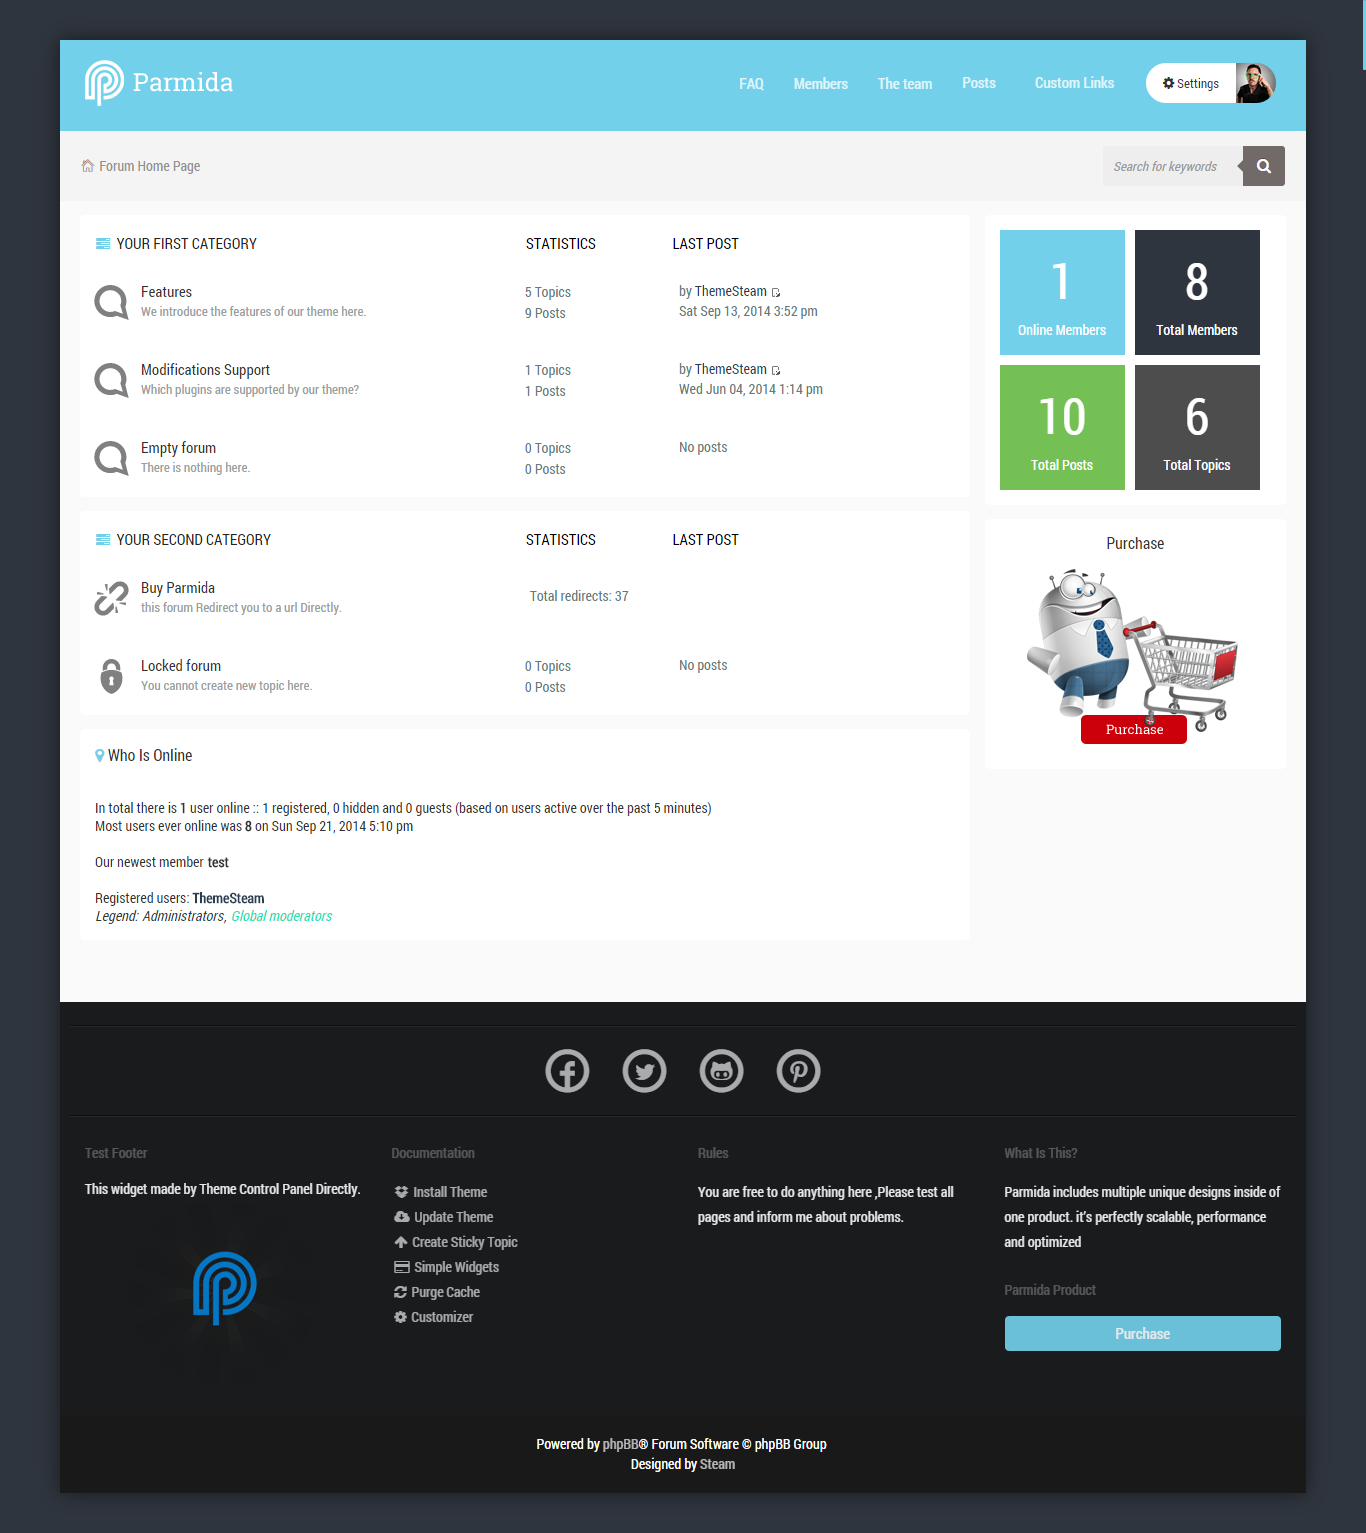 Parmida
FAQ Members The team Posts Custom Links Settings
Forum Home Page
Search for keywords
YOUR FIRST CATEGORY STATISTICS LAST POST
Features
We introduce the features of our theme here.
5 Topics
9 Posts
by ThemeSteam
Sat Sep 13, 2014 3:52 pm
Modifications Support
Which plugins are supported by our theme?
1 Topics
1 Posts
by ThemeSteam
Wed Jun 04, 2014 1:14 pm
Empty forum
There is nothing here.
0 Topics
0 Posts
No posts
YOUR SECOND CATEGORY STATISTICS LAST POST
Buy Parmida
this forum Redirect you to a url Directly.
Total redirects: 37
Locked forum
You cannot create new topic here.
0 Topics
0 Posts
No posts
Who Is Online
In total there is 1 user online :: 1 registered, 0 hidden and 0 guests (based on users active over the past 5 minutes)
Most users ever online was 8 on Sun Sep 21, 2014 5:10 pm
Our newest member test
Registered users: ThemeSteam
Legend: Administrators, Global moderators
1
Online Members
8
Total Members
10
Total Posts
6
Total Topics
Purchase
Purchase
Test Footer
This widget made by Theme Control Panel Directly.
Documentation
Install Theme
Update Theme
Create Sticky Topic
Simple Widgets
Purge Cache
Customizer
Rules
You are free to do anything here ,Please test all
pages and inform me about problems.
What Is This?
Parmida includes multiple unique designs inside of
one product. it's perfectly scalable, performance
and optimized
Parmida Product
Purchase
Powered by phpBB® Forum Software © phpBB Group
Designed by Steam